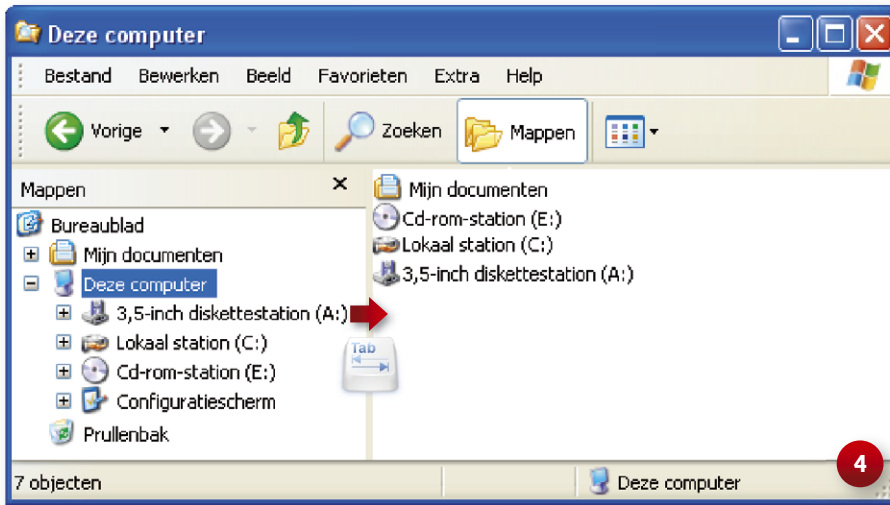 Deze computer
Bestand Bewerken Beeld Favorieten Extra Help
Vorige Zoeken Mappen
Mappen
Bureaublad
Mijn documenten
Deze computer
3,5-inch diskettestation (A:)
Lokaal station (C:)
Cd-rom-station (E:)
Configuratiescherm
Prullenbak
Tab
Mijn documenten
Cd-rom-station (E:)
Lokaal station (C:)
3,5-inch diskettestation (A:)
7 objecten
Deze computer
4